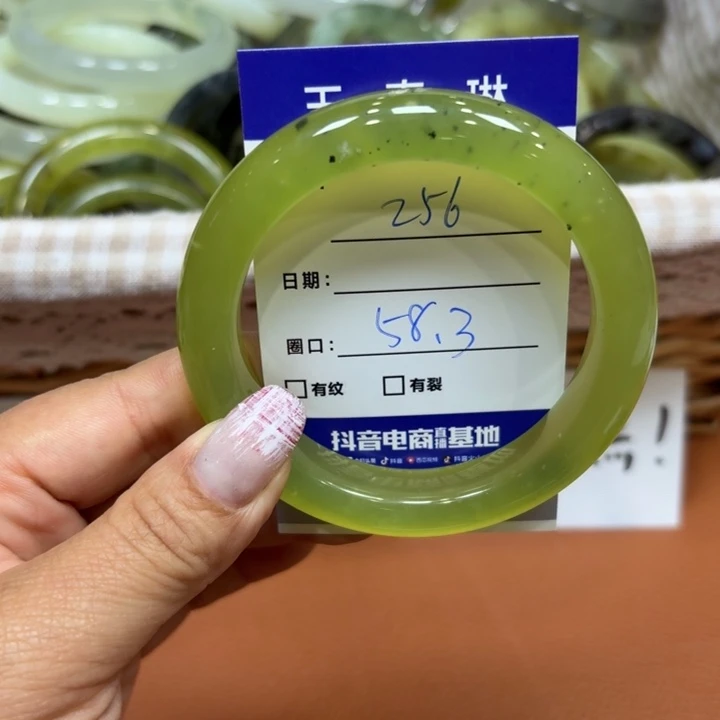 256
日期:
圈口: 58.3
□有纹 □有裂
抖音电商直播基地